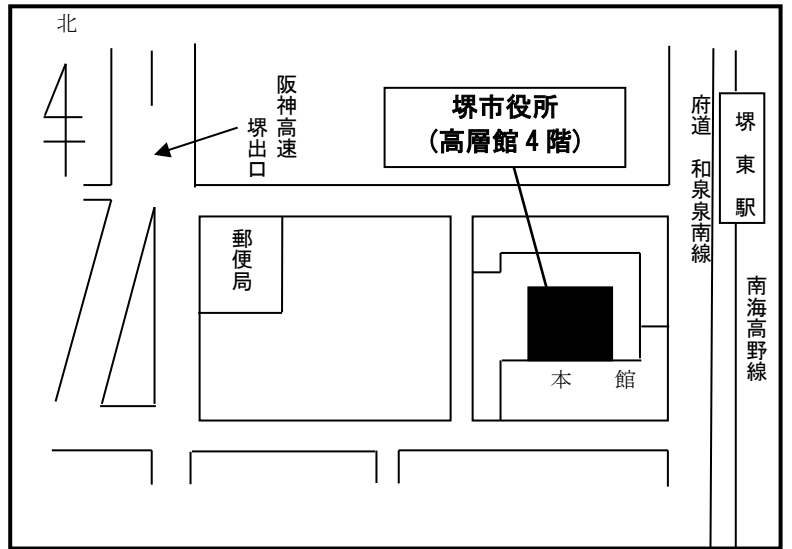 北
阪神高速
堺出口
堺市役所
(高層館4階)
府道 和泉泉南線
堺東駅
郵便局
南海高野線
本 館